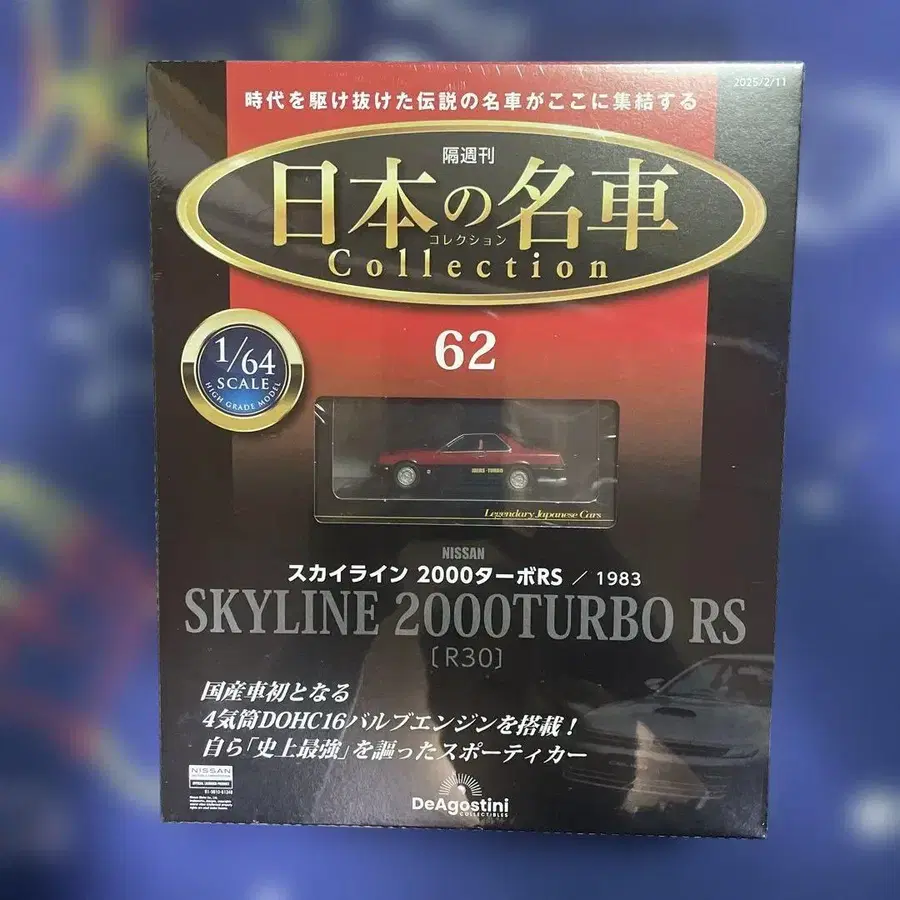 2025/2/11
時代を駆け抜けた伝説の名車がここに集結する
隔週刊
日本の名車
コレクション
Collection
62
1/64
SCALE
HIGH GRADE MODEL
Legendary Japanese Cars
NISSAN
スカイライン 2000ターボRS / 1983
SKYLINE 2000TURBO RS
〔R30〕
国産車初となる
4気筒DOHC16バルブエンジンを搭載!
自ら「史上最強」を謳ったスポーティカー
NISSAN
DeAgostini
COLLECTIBLES